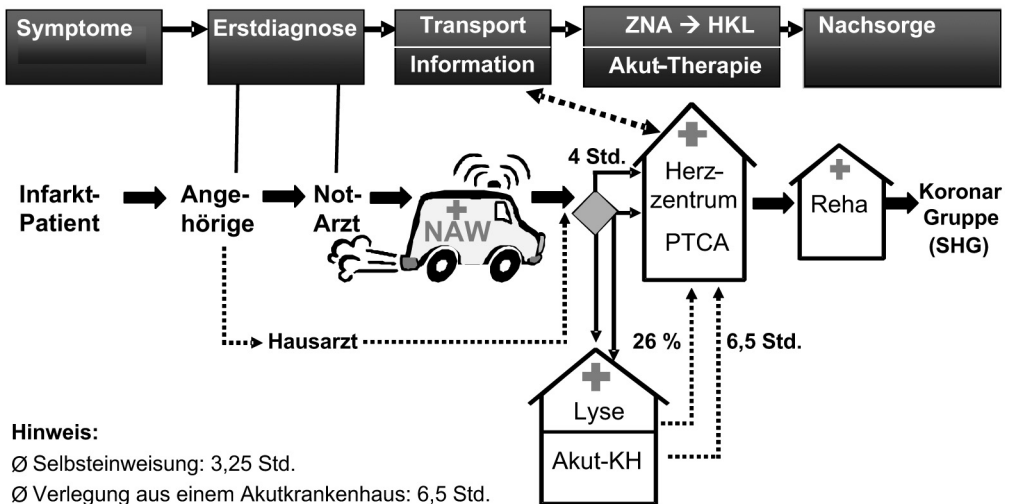 Symptome
Erstdiagnose
Transport
Information
ZNA → HKL
Akut-Therapie
Nachsorge
Infarkt-
Patient
Ange-
hörige
Not-
Arzt
NAW
4 Std.
Herz-
zentrum
PTCA
Reha
Koronar
Gruppe
(SHG)
Hausarzt
26 %
6,5 Std.
Lyse
Akut-KH
Hinweis:
Ø Selbsteinweisung: 3,25 Std.
Ø Verlegung aus einem Akutkrankenhaus: 6,5 Std.